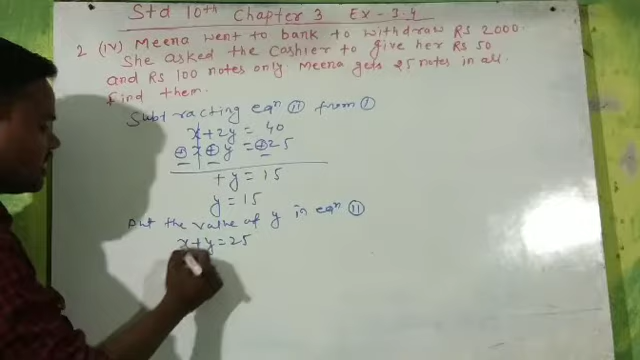 Std 10th Chapter 3 Ex-3.4
2 (IV) Meena went to bank to withdraw Rs 2000.
She asked the Cashier to give her Rs 50
and Rs 100 notes only Meena gets 25 notes in all.
Find them.
Subtracting eqn (II) from (I)
x + 2y = 40
+ x + y = + 25
- - -
+ y = 15
y = 15
Put the value of y in eqn (II)
x + y = 25